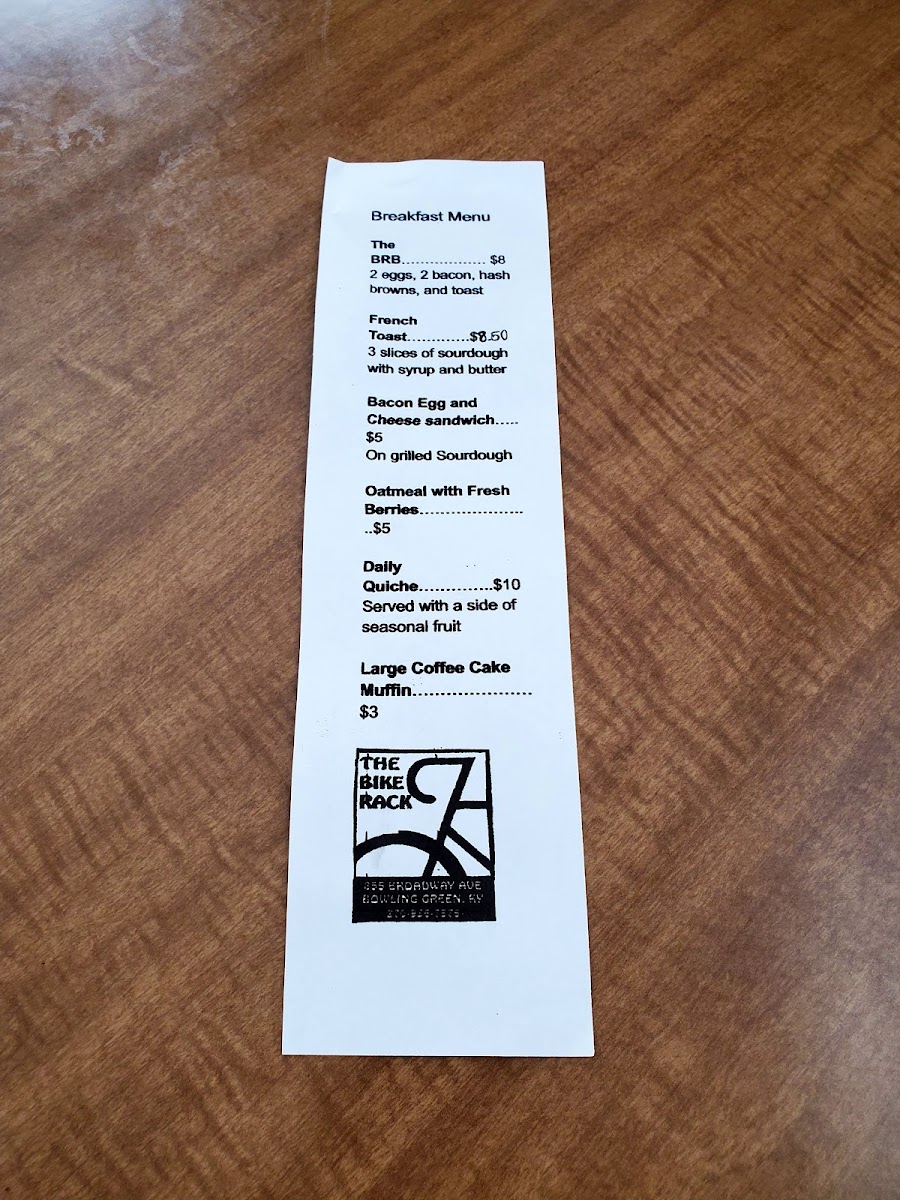 Breakfast Menu
The
BRB.................. $8
2 eggs, 2 bacon, hash
browns, and toast
French
Toast.............$8.50
3 slices of sourdough
with syrup and butter
Bacon Egg and
Cheese sandwich.....
$5
On grilled Sourdough
Oatmeal with Fresh
Berries......................
..$5
Daily
Quiche..............$10
Served with a side of
seasonal fruit
Large Coffee Cake
Muffin......................
$3
THE
BIKE
RACK
BROADWAY AVE
BOWLING GREEN, KY